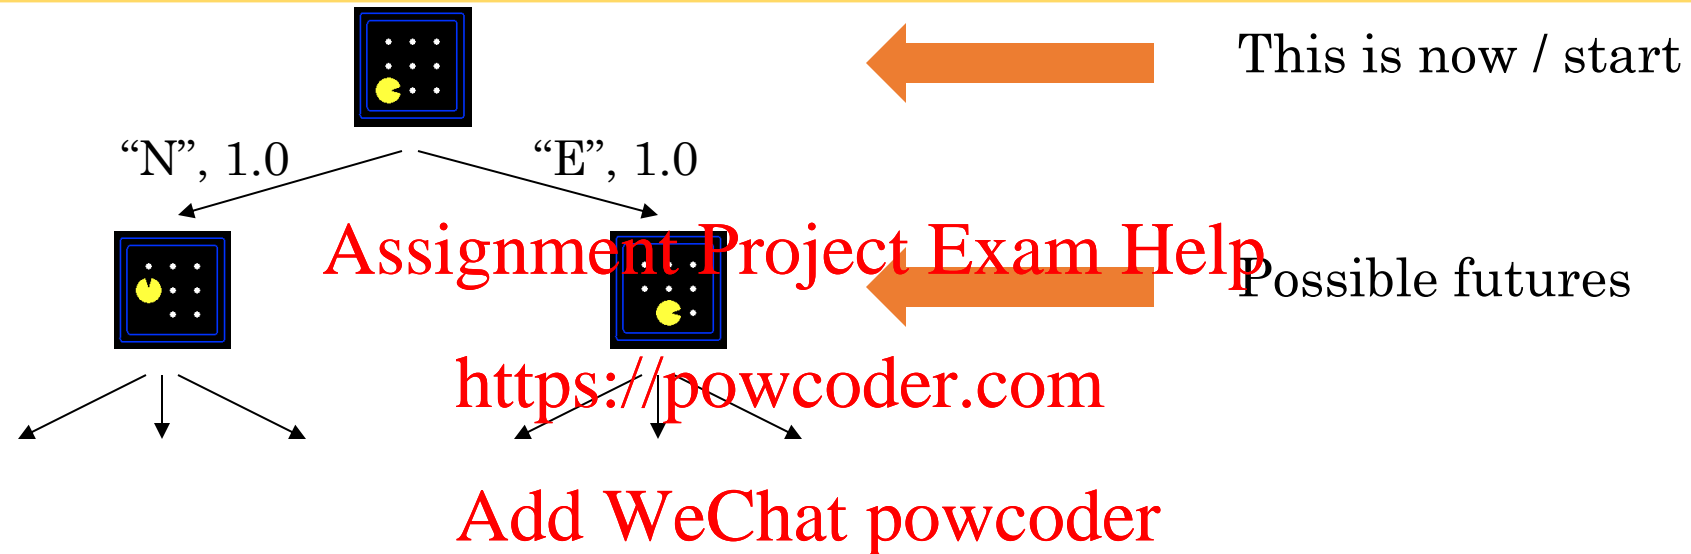 This is now / start
“N”, 1.0
“E”, 1.0
Assignment Project Exam Help
Possible futures
https://powcoder.com
Add WeChat powcoder